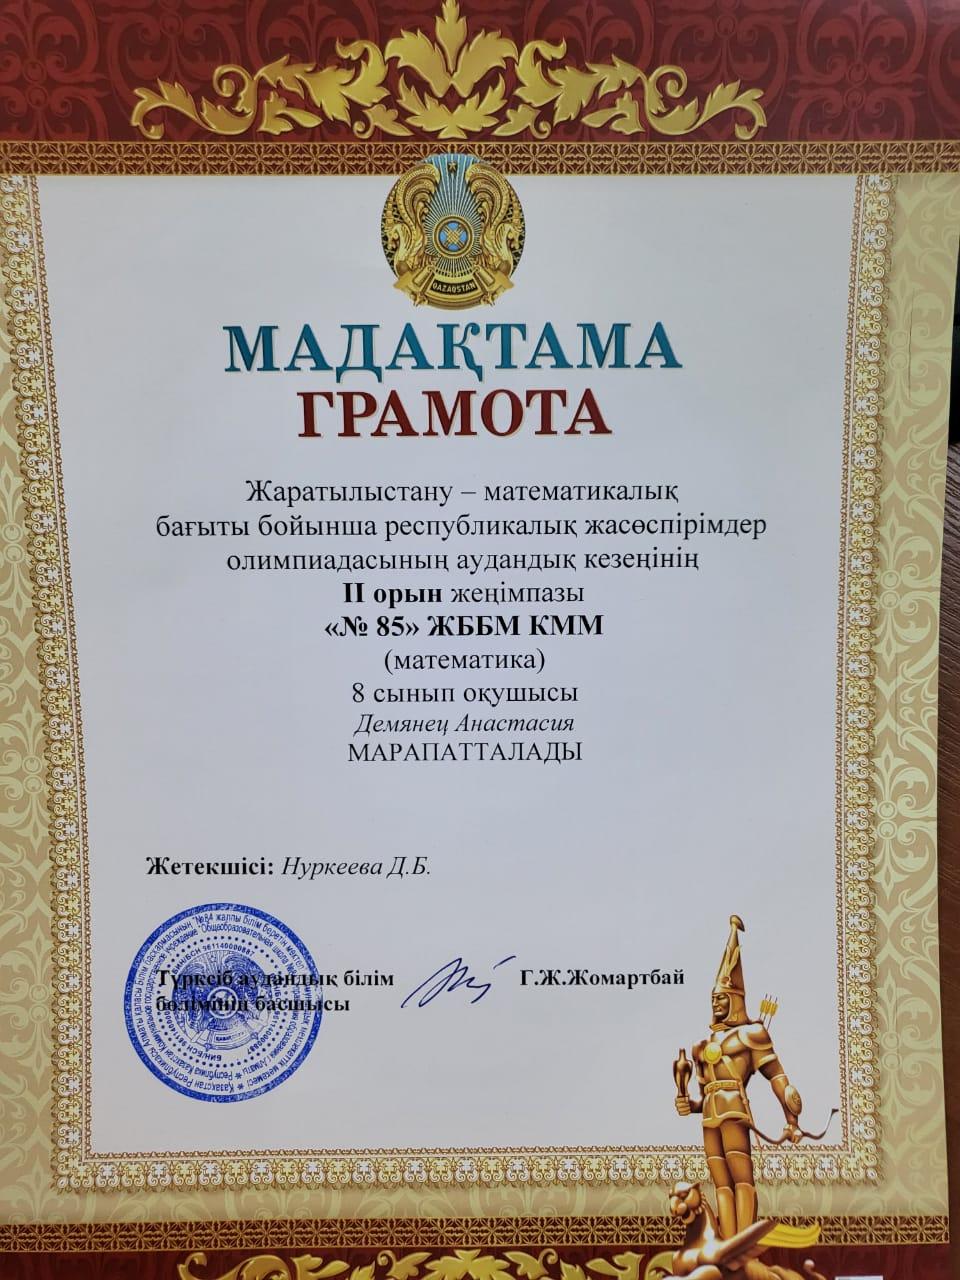 QAZAQSTAN
МАДАҚТАМА
ГРАМОТА
Жаратылыстану – математикалық
бағыты бойынша республикалық жасөспірімдер
олимпиадасының аудандық кезеңінің
II орын жеңімпазы
«№ 85» ЖББМ КММ
(математика)
8 сынып оқушысы
Демянец Анастасия
МАРАПАТТАЛАДЫ
Жетекшісі: Нуркеева Д.Б.
Түрксіб аудандық білім
бөлімінің басшысы
Г.Ж.Жомартбай